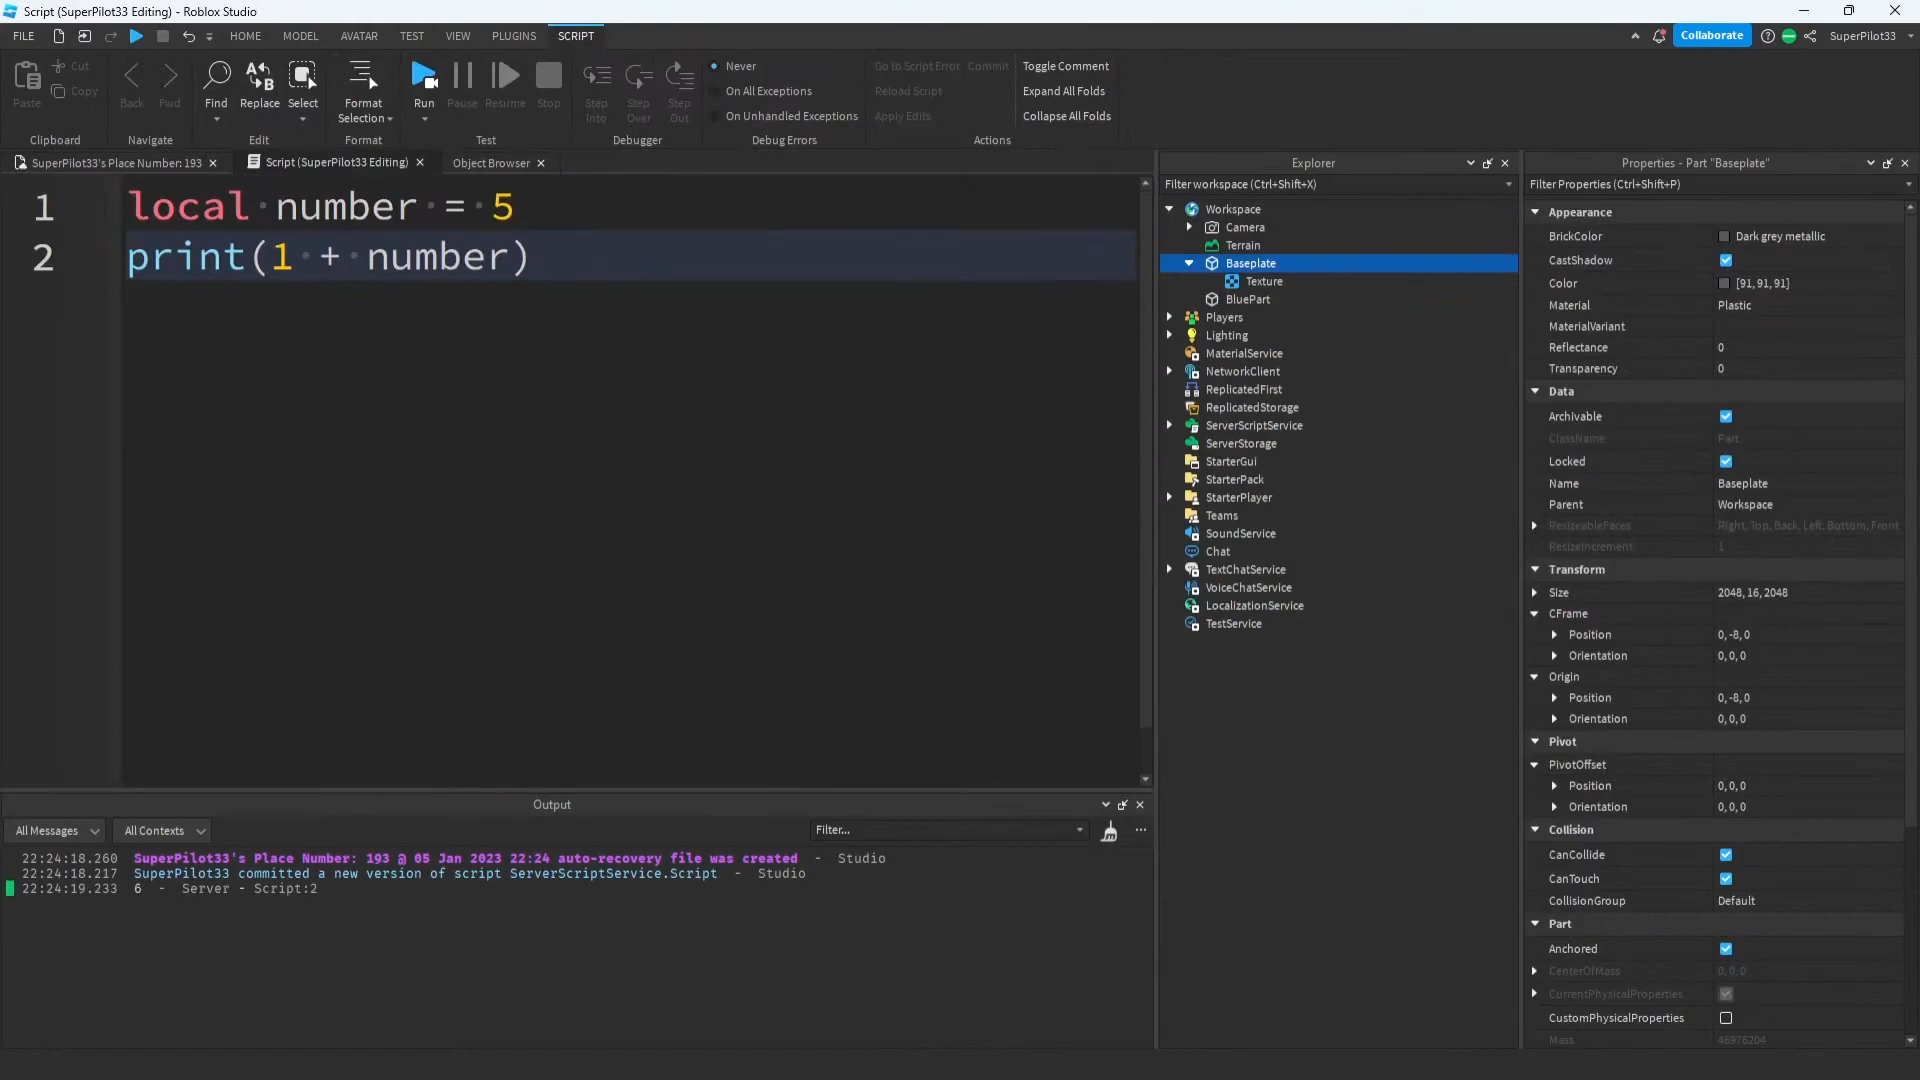 Script (SuperPilot33 Editing) - Roblox Studio
FILE HOME MODEL AVATAR TEST VIEW PLUGINS SCRIPT Collaborate SuperPilot33
Paste Cut Copy Clipboard
Back Fwd Navigate
Find Replace Select Edit
Format Selection Format
Run Pause Resume Stop Test
Step Into Step Over Step Out Debugger
Never
On All Exceptions
On Unhandled Exceptions
Debug Errors
Go to Script Error Commit
Reload Script
Apply Edits
Toggle Comment
Expand All Folds
Collapse All Folds
Actions
SuperPilot33's Place Number: 193 Script (SuperPilot33 Editing) Object Browser
1 local number = 5
2 print(1 + number)
Output
All Messages All Contexts Filter...
22:24:18.260 SuperPilot33's Place Number: 193 @ 05 Jan 2023 22:24 auto-recovery file was created - Studio
22:24:18.217 SuperPilot33 committed a new version of script ServerScriptService.Script - Studio
22:24:19.233 6 - Server - Script:2
Explorer
Filter workspace (Ctrl+Shift+X)
Workspace
Camera
Terrain
Baseplate
Texture
BluePart
Players
Lighting
MaterialService
NetworkClient
ReplicatedFirst
ReplicatedStorage
ServerScriptService
ServerStorage
StarterGui
StarterPack
StarterPlayer
Teams
SoundService
Chat
TextChatService
VoiceChatService
LocalizationService
TestService
Properties - Part "Baseplate"
Filter Properties (Ctrl+Shift+P)
Appearance
BrickColor Dark grey metallic
CastShadow
Color [91, 91, 91]
Material Plastic
MaterialVariant
Reflectance 0
Transparency 0
Data
Archivable
ClassName Part
Locked
Name Baseplate
Parent Workspace
ResizeableFaces Right, Top, Back, Left, Bottom, Front
ResizeIncrement 1
Transform
Size 2048, 16, 2048
CFrame
Position 0, -8, 0
Orientation 0, 0, 0
Origin
Position 0, -8, 0
Orientation 0, 0, 0
Pivot
PivotOffset
Position 0, 0, 0
Orientation 0, 0, 0
Collision
CanCollide
CanTouch
CollisionGroup Default
Part
Anchored
CenterOfMass 0, 0, 0
CurrentPhysicalProperties
CustomPhysicalProperties
Mass 46976204